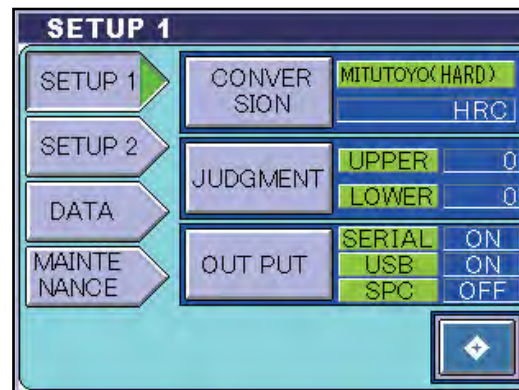 SETUP 1
SETUP 1
CONVER
SION
MITUTOYO(HARD)
HRC
SETUP 2
JUDGMENT
UPPER 0
LOWER 0
DATA
MAINTE
NANCE
OUT PUT
SERIAL ON
USB ON
SPC OFF